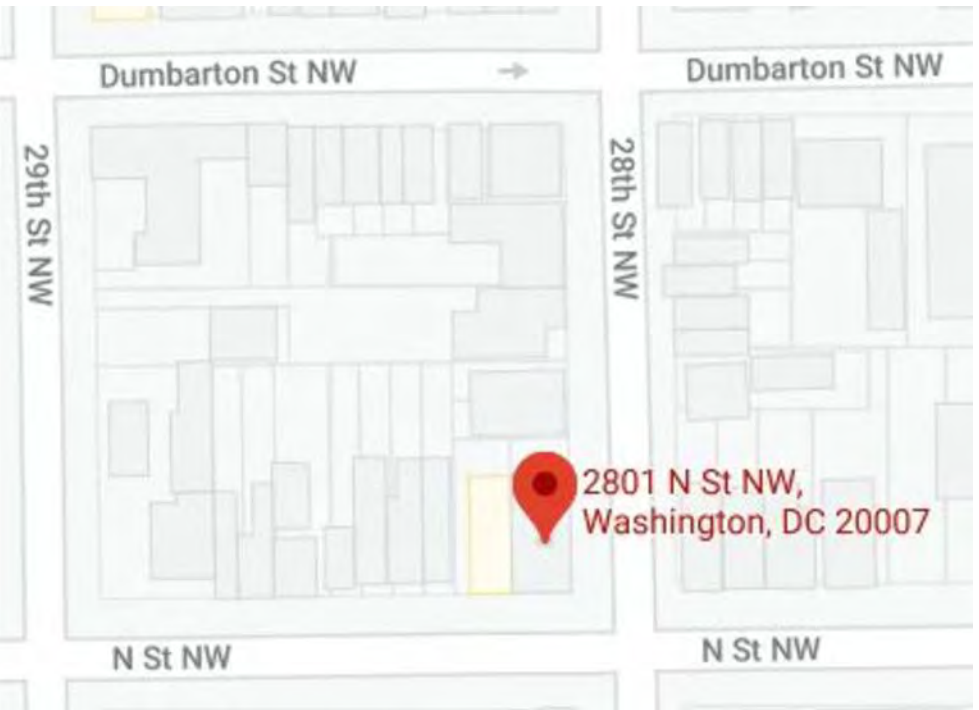 Dumbarton St NW
Dumbarton St NW
29th St NW
28th St NW
2801 N St NW,
Washington, DC 20007
N St NW
N St NW